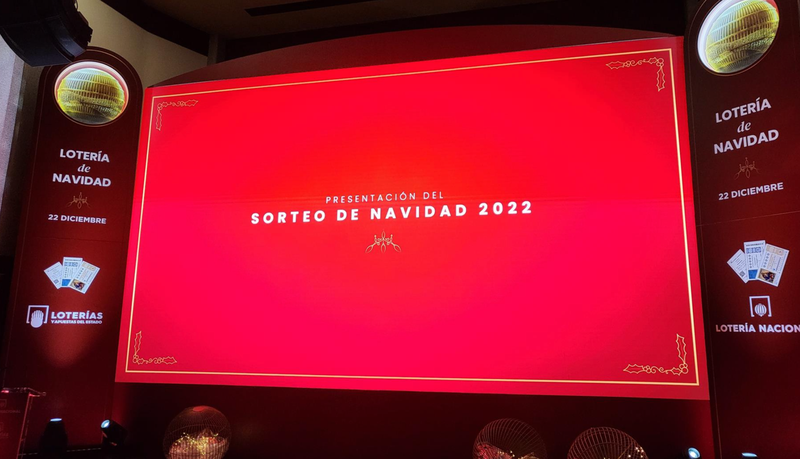 LOTERÍA
de
NAVIDAD
22 DICIEMBRE
LOTERÍAS
Y APUESTAS DEL ESTADO
PRESENTACIÓN DEL
SORTEO DE NAVIDAD 2022
LOTERÍA
de
NAVIDAD
22 DICIEMBRE
LOTERÍA NACION